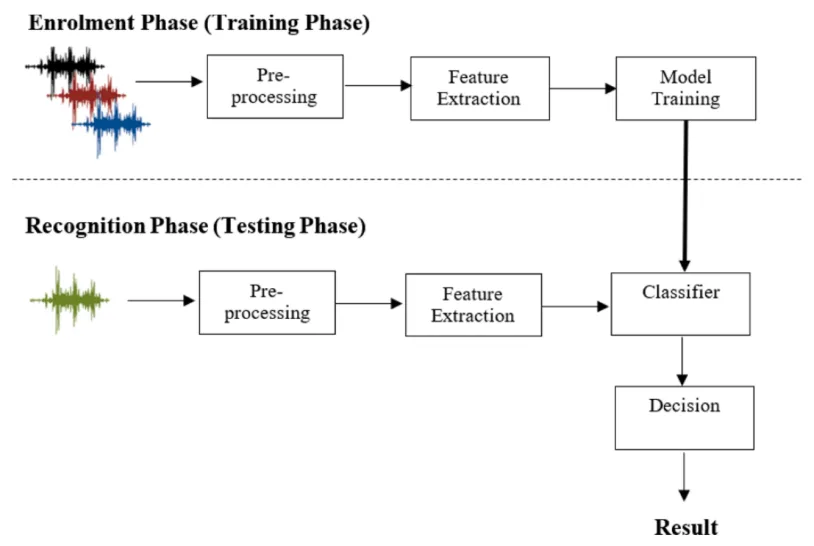 Enrolment Phase (Training Phase)
Pre-
processing
Feature
Extraction
Model
Training
Recognition Phase (Testing Phase)
Pre-
processing
Feature
Extraction
Classifier
Decision
Result